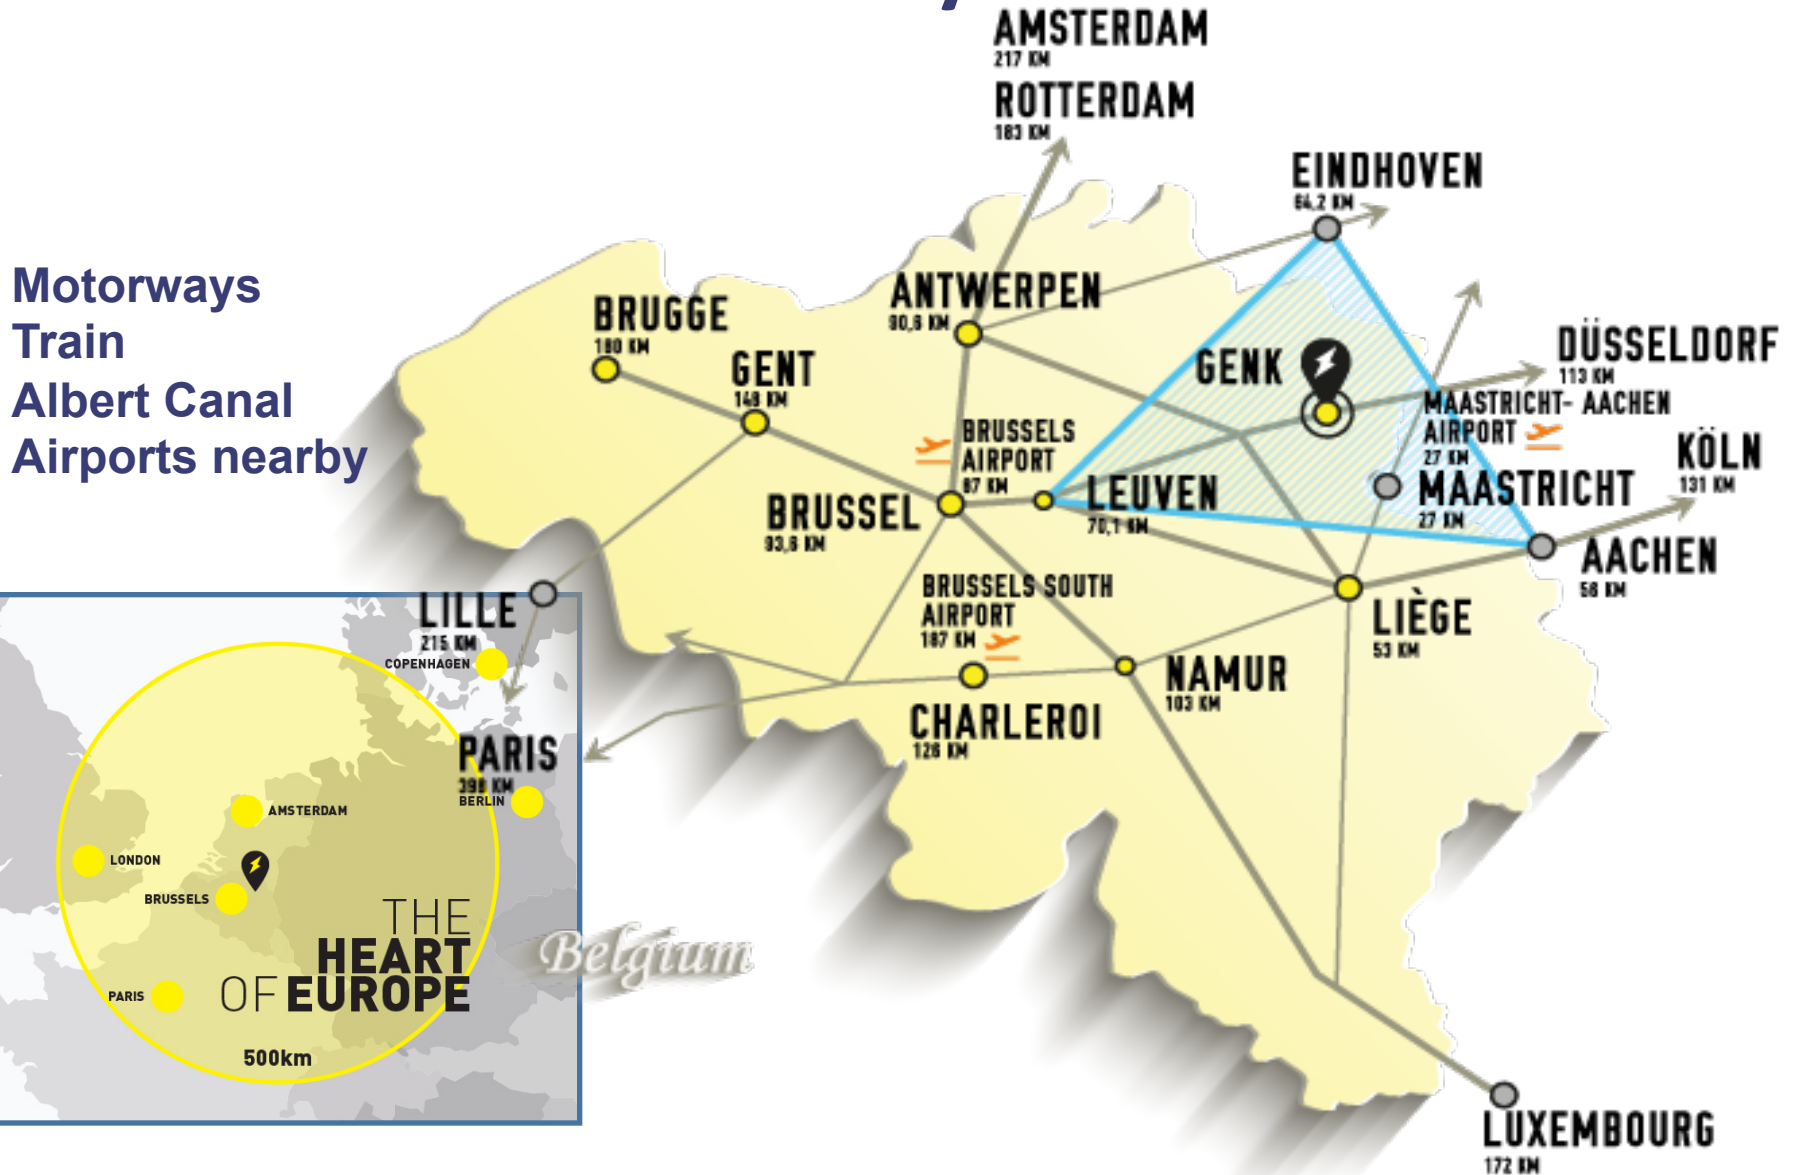 AMSTERDAM
217 KM
ROTTERDAM
183 KM
EINDHOVEN
64,2 KM
Motorways
Train
Albert Canal
Airports nearby
ANTWERPEN
90,6 KM
BRUGGE
180 KM
GENT
148 KM
GENK
DÜSSELDORF
113 KM
MAASTRICHT- AACHEN
AIRPORT
27 KM
BRUSSELS
AIRPORT
87 KM
KÖLN
131 KM
BRUSSEL
93,6 KM
LEUVEN
70,1 KM
MAASTRICHT
27 KM
AACHEN
58 KM
BRUSSELS SOUTH
AIRPORT
187 KM
LIÈGE
53 KM
LILLE
215 KM
NAMUR
103 KM
CHARLEROI
126 KM
PARIS
398 KM
COPENHAGEN
BERLIN
AMSTERDAM
LONDON
BRUSSELS
PARIS
THE
HEART
OF EUROPE
500km
Belgium
LUXEMBOURG
172 KM